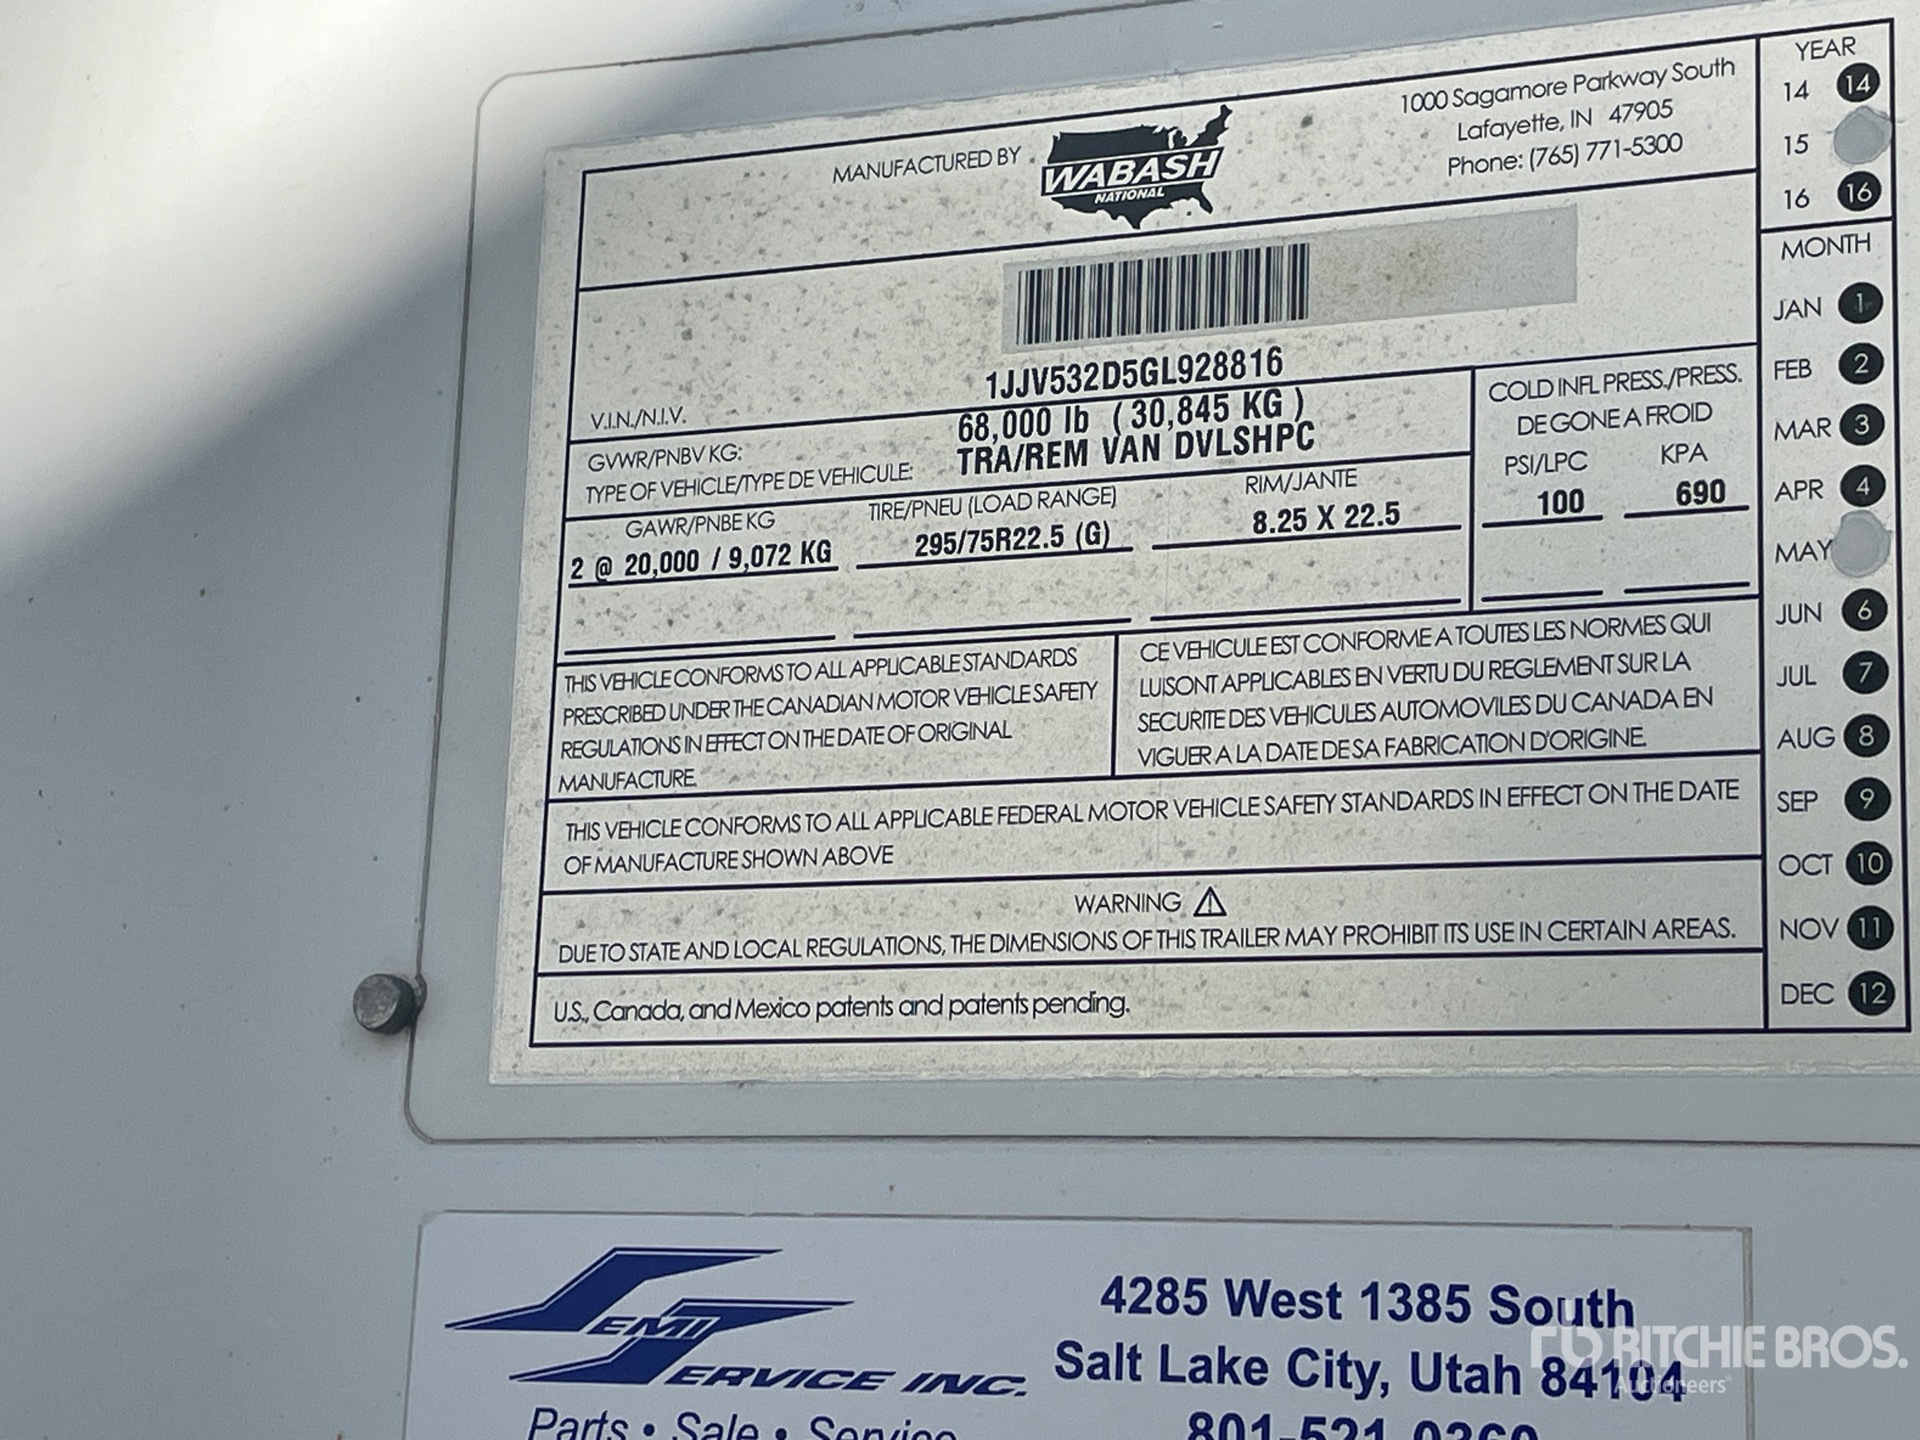 MANUFACTURED BY
WABASH
NATIONAL
1000 Sagamore Parkway South
Lafayette, IN 47905
Phone: (765) 771-5300
V.I.N./N.I.V. 1JJV532D5GL928816
GVWR/PNBV KG: 68,000 lb ( 30,845 KG )
TYPE OF VEHICLE/TYPE DE VEHICULE: TRA/REM VAN DVLSHPC
COLD INFL PRESS./PRESS.
DE GONE A FROID
PSI/LPC KPA
100 690
GAWR/PNBE KG TIRE/PNEU (LOAD RANGE) RIM/JANTE
2 @ 20,000 / 9,072 KG 295/75R22.5 (G) 8.25 X 22.5
THIS VEHICLE CONFORMS TO ALL APPLICABLE STANDARDS
PRESCRIBED UNDER THE CANADIAN MOTOR VEHICLE SAFETY
REGULATIONS IN EFFECT ON THE DATE OF ORIGINAL
MANUFACTURE.
CE VEHICULE EST CONFORME A TOUTES LES NORMES QUI
LUISONT APPLICABLES EN VERTU DU REGLEMENT SUR LA
SECURITE DES VEHICULES AUTOMOVILES DU CANADA EN
VIGUER A LA DATE DE SA FABRICATION D'ORIGINE.
THIS VEHICLE CONFORMS TO ALL APPLICABLE FEDERAL MOTOR VEHICLE SAFETY STANDARDS IN EFFECT ON THE DATE
OF MANUFACTURE SHOWN ABOVE
WARNING
DUE TO STATE AND LOCAL REGULATIONS, THE DIMENSIONS OF THIS TRAILER MAY PROHIBIT ITS USE IN CERTAIN AREAS.
U.S., Canada, and Mexico patents and patents pending.
YEAR
14 14
15
16 16
MONTH
JAN 1
FEB 2
MAR 3
APR 4
MAY
JUN 6
JUL 7
AUG 8
SEP 9
OCT 10
NOV 11
DEC 12
SEMI
SERVICE INC.
Parts • Sale • Service
4285 West 1385 South
Salt Lake City, Utah 84104
801-521-0360
rb RITCHIE BROS.
Auctioneers